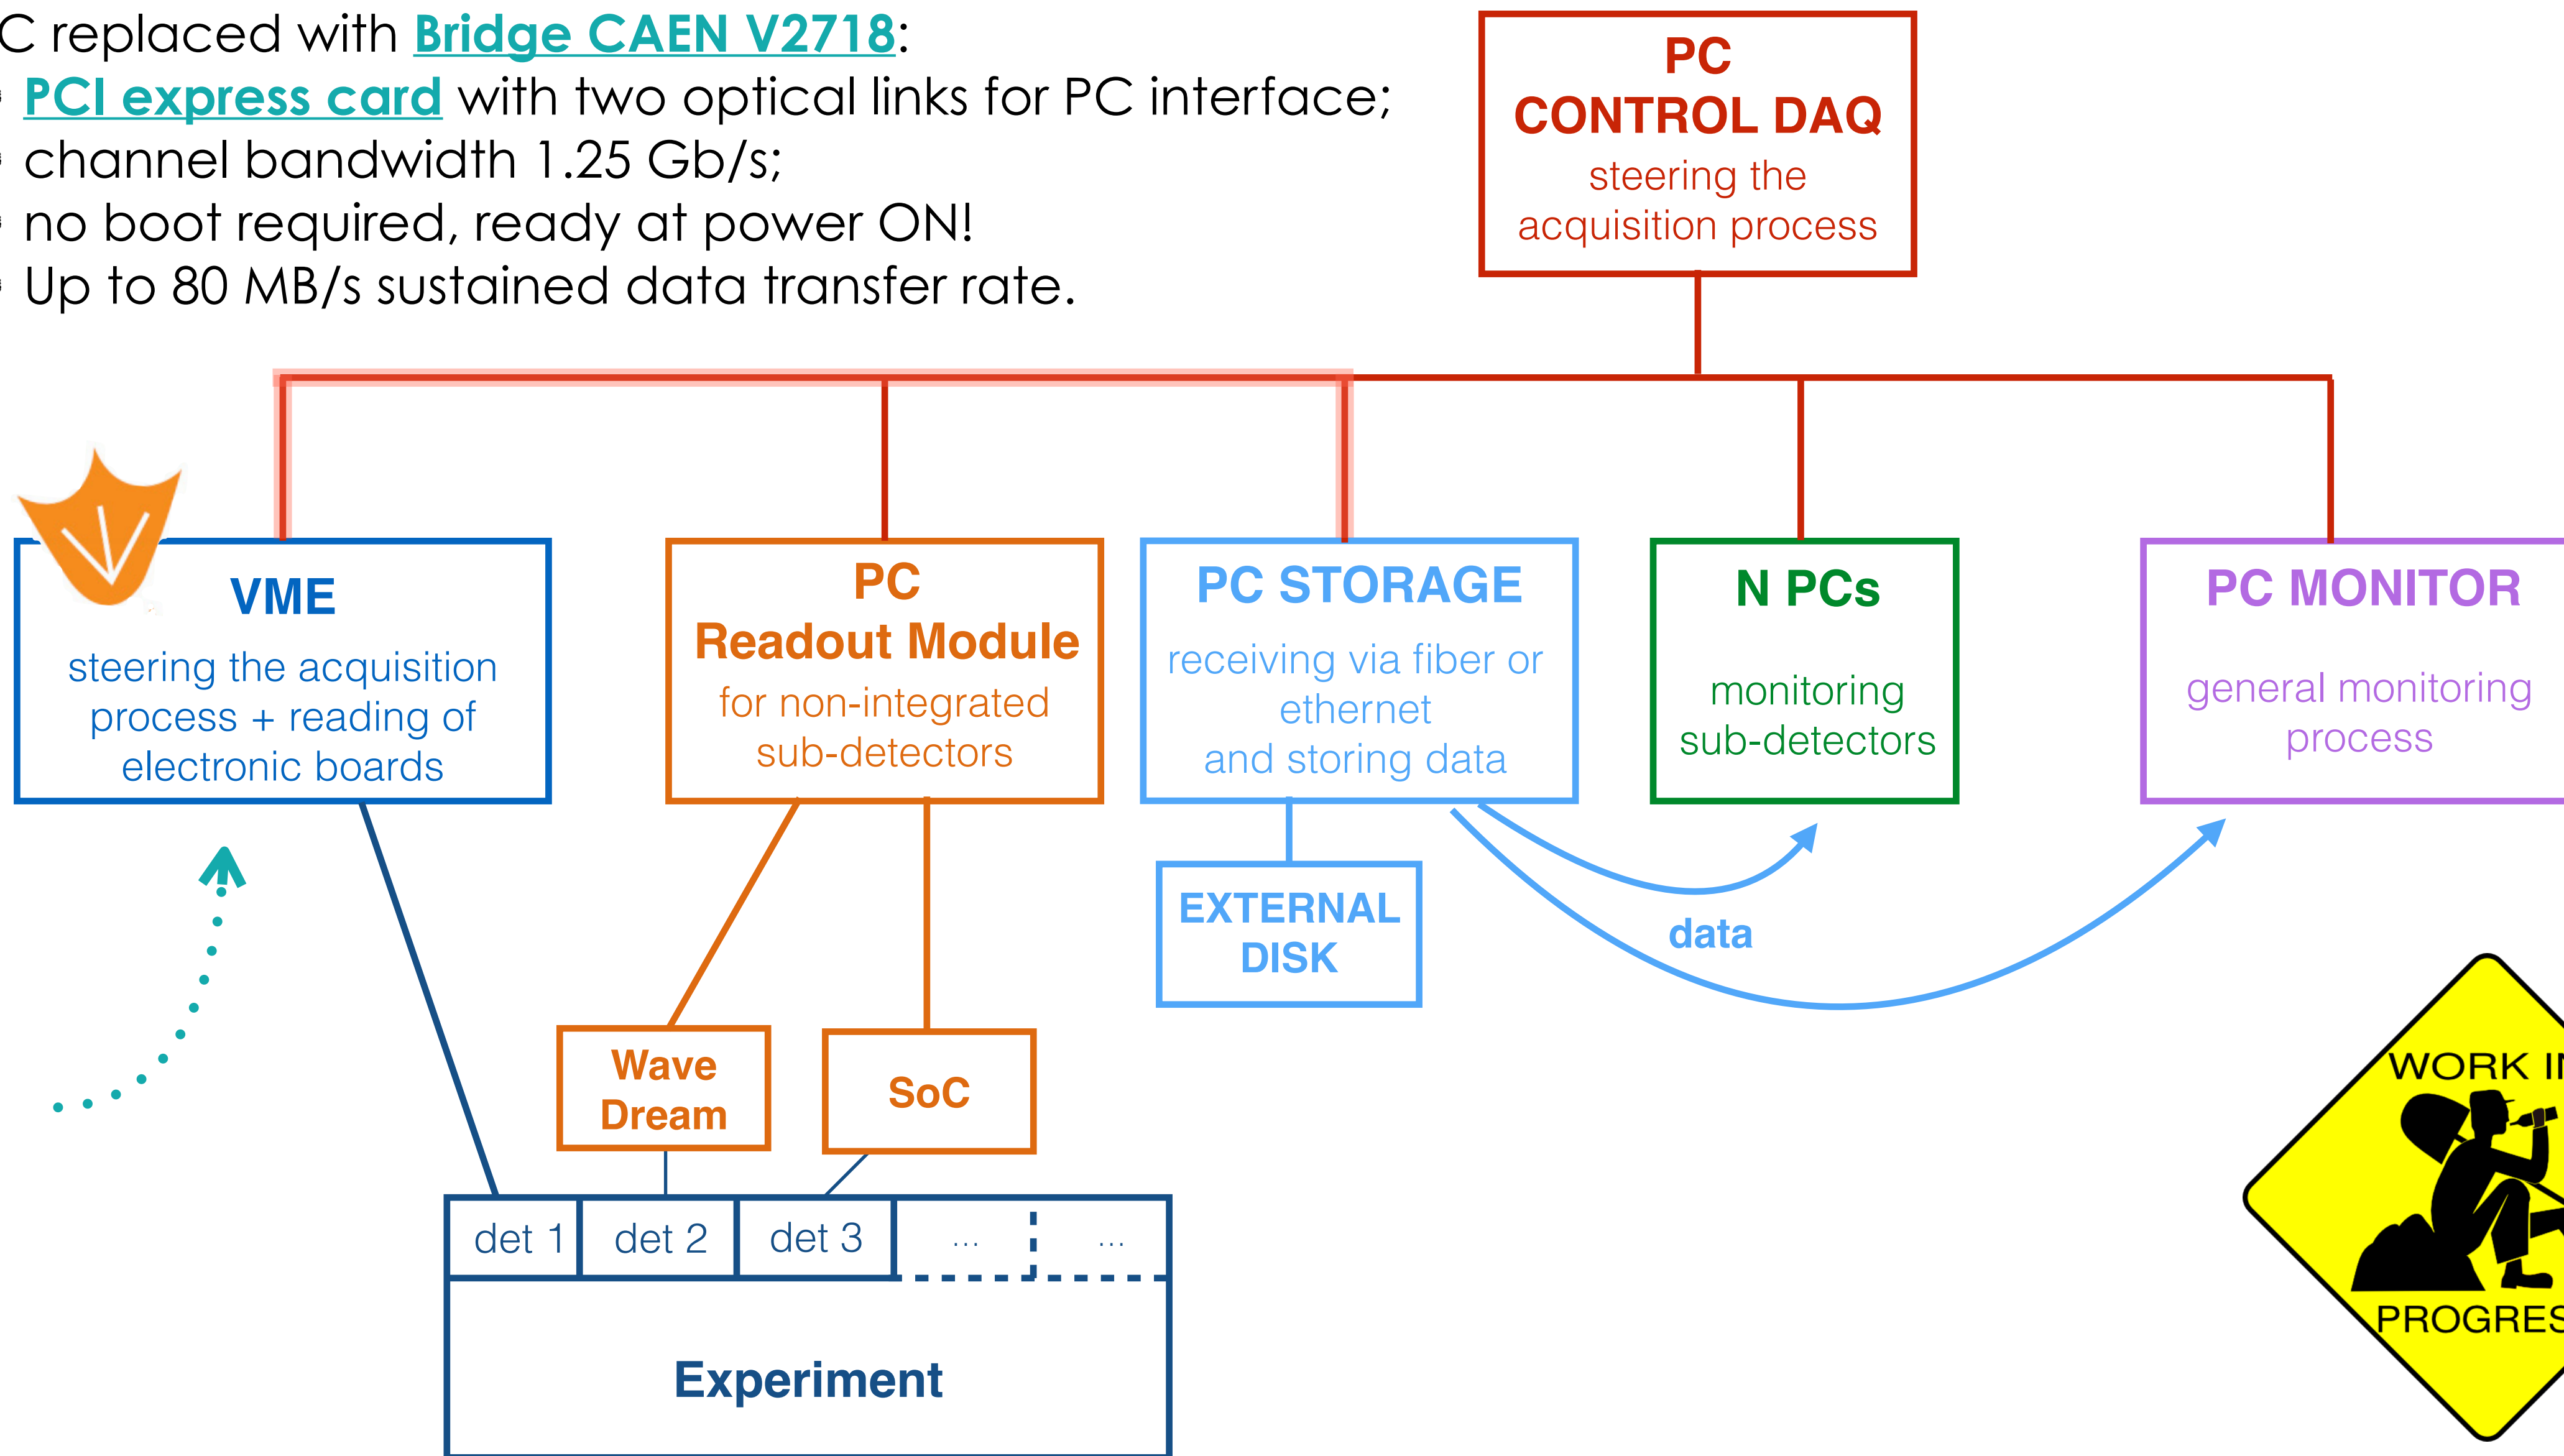 C replaced with Bridge CAEN V2718:
PCI express card with two optical links for PC interface;
channel bandwidth 1.25 Gb/s;
no boot required, ready at power ON!
Up to 80 MB/s sustained data transfer rate.
PC
CONTROL DAQ
steering the
acquisition process
VME
steering the acquisition
process + reading of
electronic boards
PC
Readout Module
for non-integrated
sub-detectors
PC STORAGE
receiving via fiber or
ethernet
and storing data
N PCs
monitoring
sub-detectors
PC MONITOR
general monitoring
process
EXTERNAL
DISK
data
Wave
Dream
SoC
det 1
det 2
det 3
...
...
Experiment
WORK IN
PROGRES